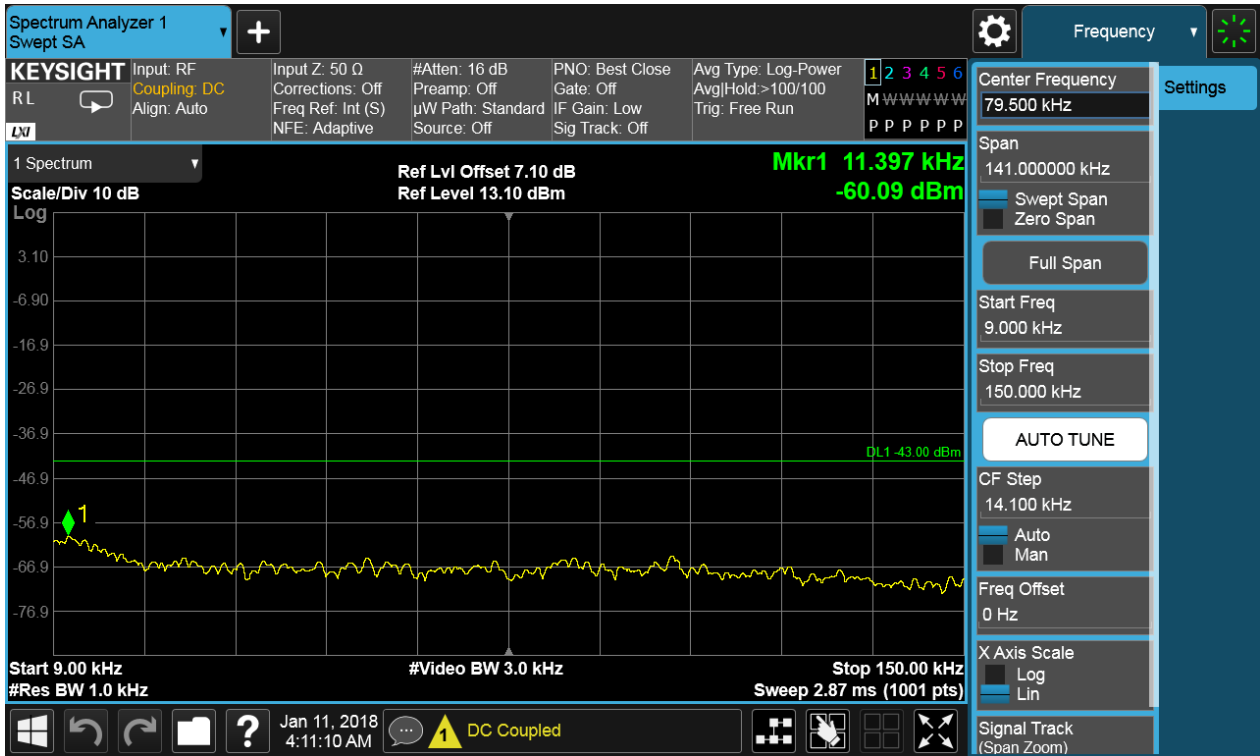 Spectrum Analyzer 1
Swept SA
+
Frequency
KEYSIGHT
RL
LXI
Input: RF
Coupling: DC
Align: Auto
Input Z: 50 Ω
Corrections: Off
Freq Ref: Int (S)
NFE: Adaptive
#Atten: 16 dB
Preamp: Off
µW Path: Standard
Source: Off
PNO: Best Close
Gate: Off
IF Gain: Low
Sig Track: Off
Avg Type: Log-Power
Avg|Hold:>100/100
Trig: Free Run
1 2 3 4 5 6
M W W W W W
P P P P P P
1 Spectrum
Scale/Div 10 dB
Log
Ref Lvl Offset 7.10 dB
Ref Level 13.10 dBm
Mkr1 11.397 kHz
-60.09 dBm
3.10
-6.90
-16.9
-26.9
-36.9
-46.9
-56.9
-66.9
-76.9
DL1 -43.00 dBm
1
Start 9.00 kHz
#Res BW 1.0 kHz
#Video BW 3.0 kHz
Stop 150.00 kHz
Sweep 2.87 ms (1001 pts)
Center Frequency
79.500 kHz
Span
141.000000 kHz
Swept Span
Zero Span
Full Span
Start Freq
9.000 kHz
Stop Freq
150.000 kHz
AUTO TUNE
CF Step
14.100 kHz
Auto
Man
Freq Offset
0 Hz
X Axis Scale
Log
Lin
Signal Track
(Span Zoom)
Settings
?
Jan 11, 2018
4:11:10 AM
1
DC Coupled